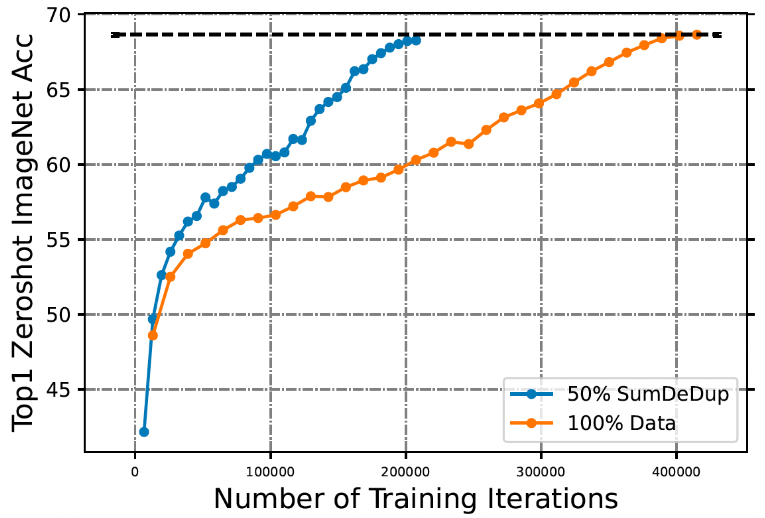 Top1 Zeroshot ImageNet Acc
70
65
60
55
50
45
0 100000 200000 300000 400000
Number of Training Iterations
50% SumDeDup
100% Data